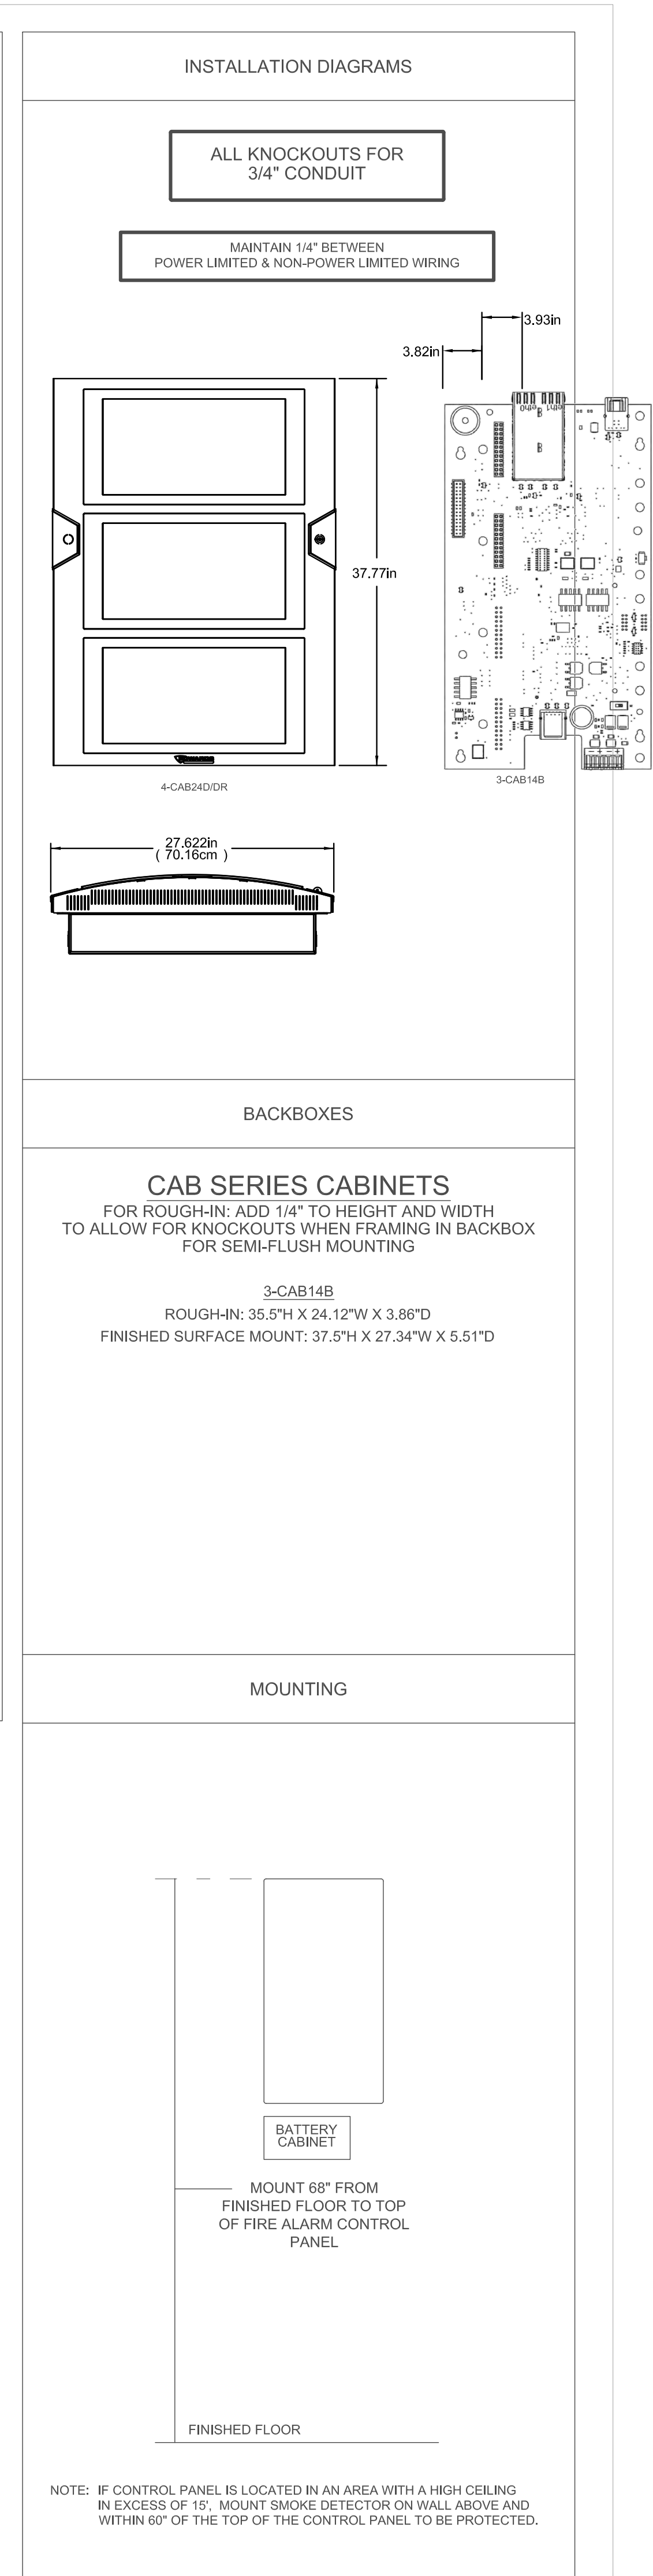 INSTALLATION DIAGRAMS
ALL KNOCKOUTS FOR
3/4" CONDUIT
MAINTAIN 1/4" BETWEEN
POWER LIMITED & NON-POWER LIMITED WIRING
3.93in
3.82in
eth0 eth1
37.77in
4-CAB24D/DR
3-CAB14B
27.622in
( 70.16cm )
BACKBOXES
CAB SERIES CABINETS
FOR ROUGH-IN: ADD 1/4" TO HEIGHT AND WIDTH
TO ALLOW FOR KNOCKOUTS WHEN FRAMING IN BACKBOX
FOR SEMI-FLUSH MOUNTING
3-CAB14B
ROUGH-IN: 35.5"H X 24.12"W X 3.86"D
FINISHED SURFACE MOUNT: 37.5"H X 27.34"W X 5.51"D
MOUNTING
BATTERY
CABINET
MOUNT 68" FROM
FINISHED FLOOR TO TOP
OF FIRE ALARM CONTROL
PANEL
FINISHED FLOOR
NOTE: IF CONTROL PANEL IS LOCATED IN AN AREA WITH A HIGH CEILING
IN EXCESS OF 15', MOUNT SMOKE DETECTOR ON WALL ABOVE AND
WITHIN 60" OF THE TOP OF THE CONTROL PANEL TO BE PROTECTED.